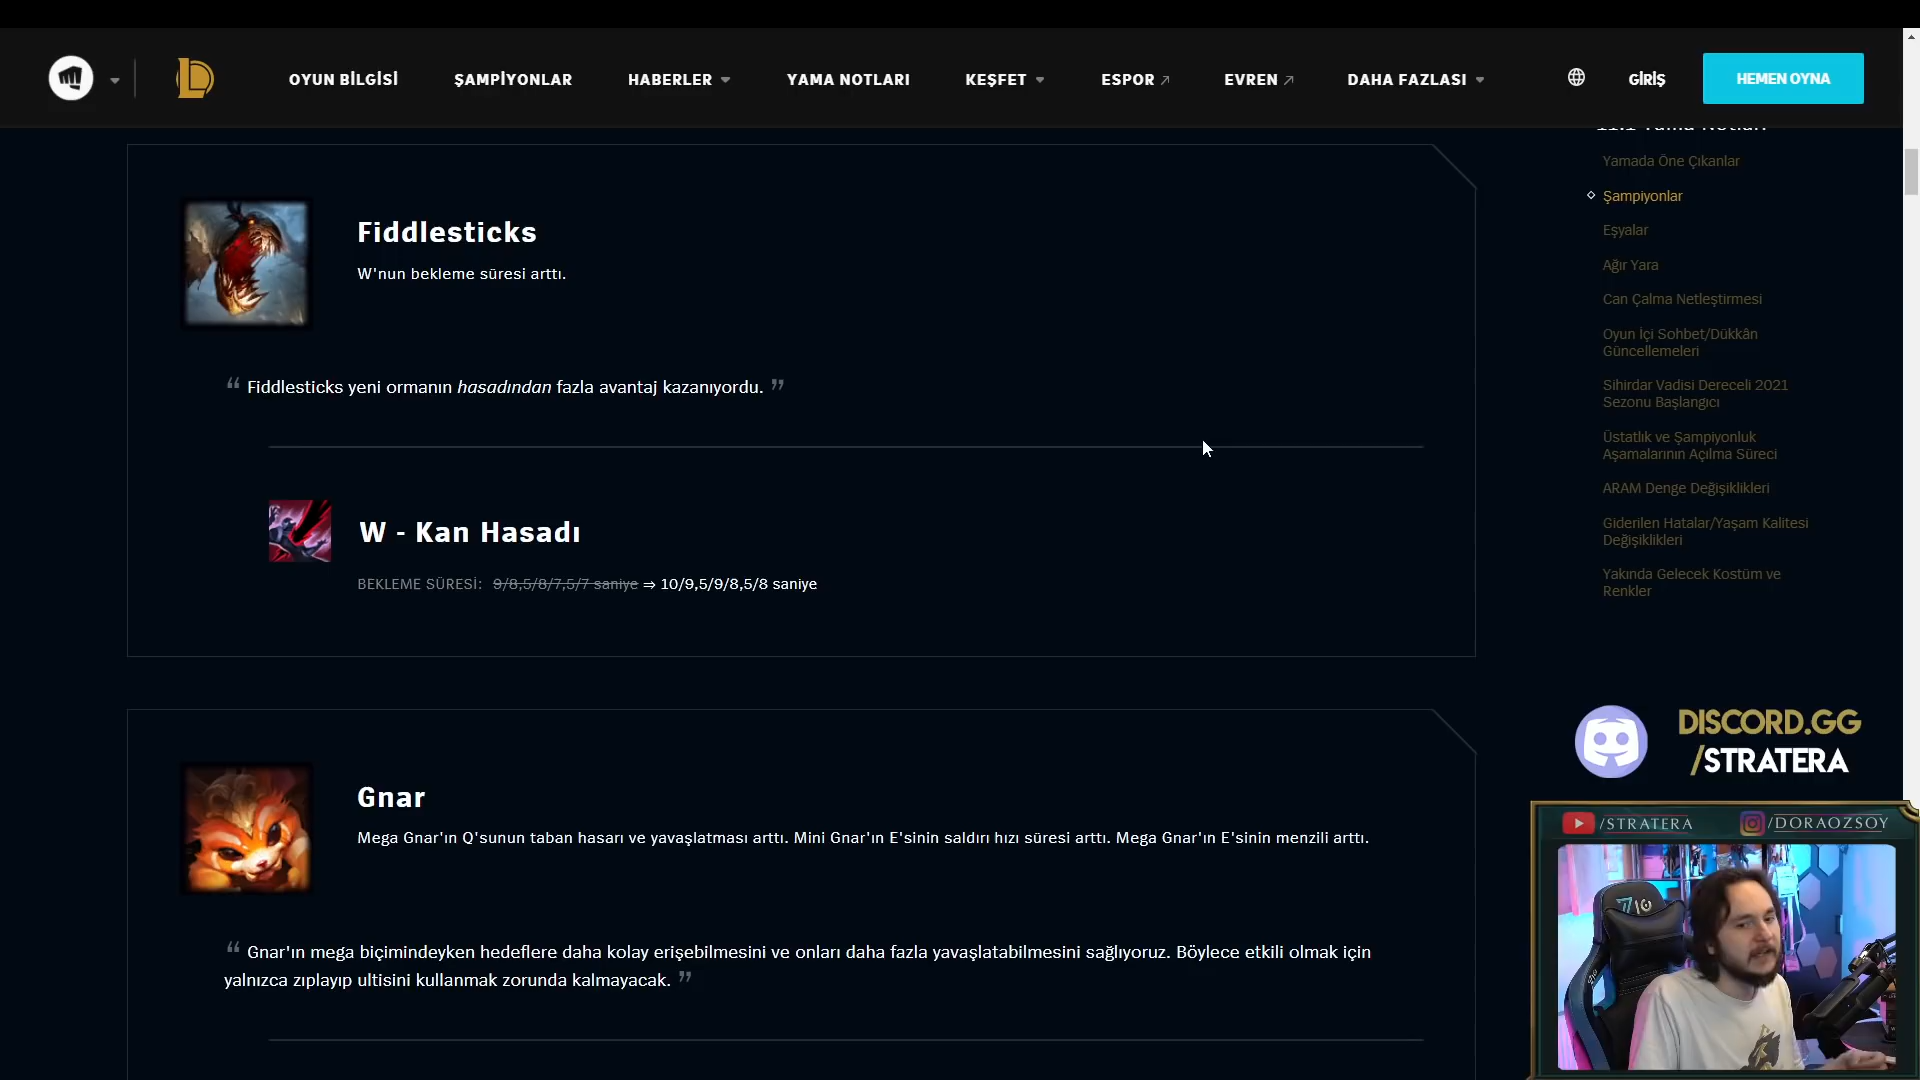 OYUN BİLGİSİ
ŞAMPİYONLAR
HABERLER
YAMA NOTLARI
KEŞFET
ESPOR
EVREN
DAHA FAZLASI
GİRİŞ
HEMEN OYNA
11.1 Yama Notları
Yamada Öne Çıkanlar
Şampiyonlar
Eşyalar
Ağır Yara
Can Çalma Netleştirmesi
Oyun İçi Sohbet/Dükkân
Güncellemeleri
Sihirdar Vadisi Dereceli 2021
Sezonu Başlangıcı
Üstatlık ve Şampiyonluk
Aşamalarının Açılma Süreci
ARAM Denge Değişiklikleri
Giderilen Hatalar/Yaşam Kalitesi
Değişiklikleri
Yakında Gelecek Kostüm ve
Renkler
Fiddlesticks
W'nun bekleme süresi arttı.
“ Fiddlesticks yeni ormanın hasadından fazla avantaj kazanıyordu. ”
W - Kan Hasadı
BEKLEME SÜRESİ: 9/8,5/8/7,5/7 saniye ⇒ 10/9,5/9/8,5/8 saniye
Gnar
Mega Gnar'ın Q'sunun taban hasarı ve yavaşlatması arttı. Mini Gnar'ın E'sinin saldırı hızı süresi arttı. Mega Gnar'ın E'sinin menzili arttı.
“ Gnar'ın mega biçimindeyken hedeflere daha kolay erişebilmesini ve onları daha fazla yavaşlatabilmesini sağlıyoruz. Böylece etkili olmak için
yalnızca zıplayıp ultisini kullanmak zorunda kalmayacak. ”
DISCORD.GG
/STRATERA
/STRATERA
/DORAOZSOY